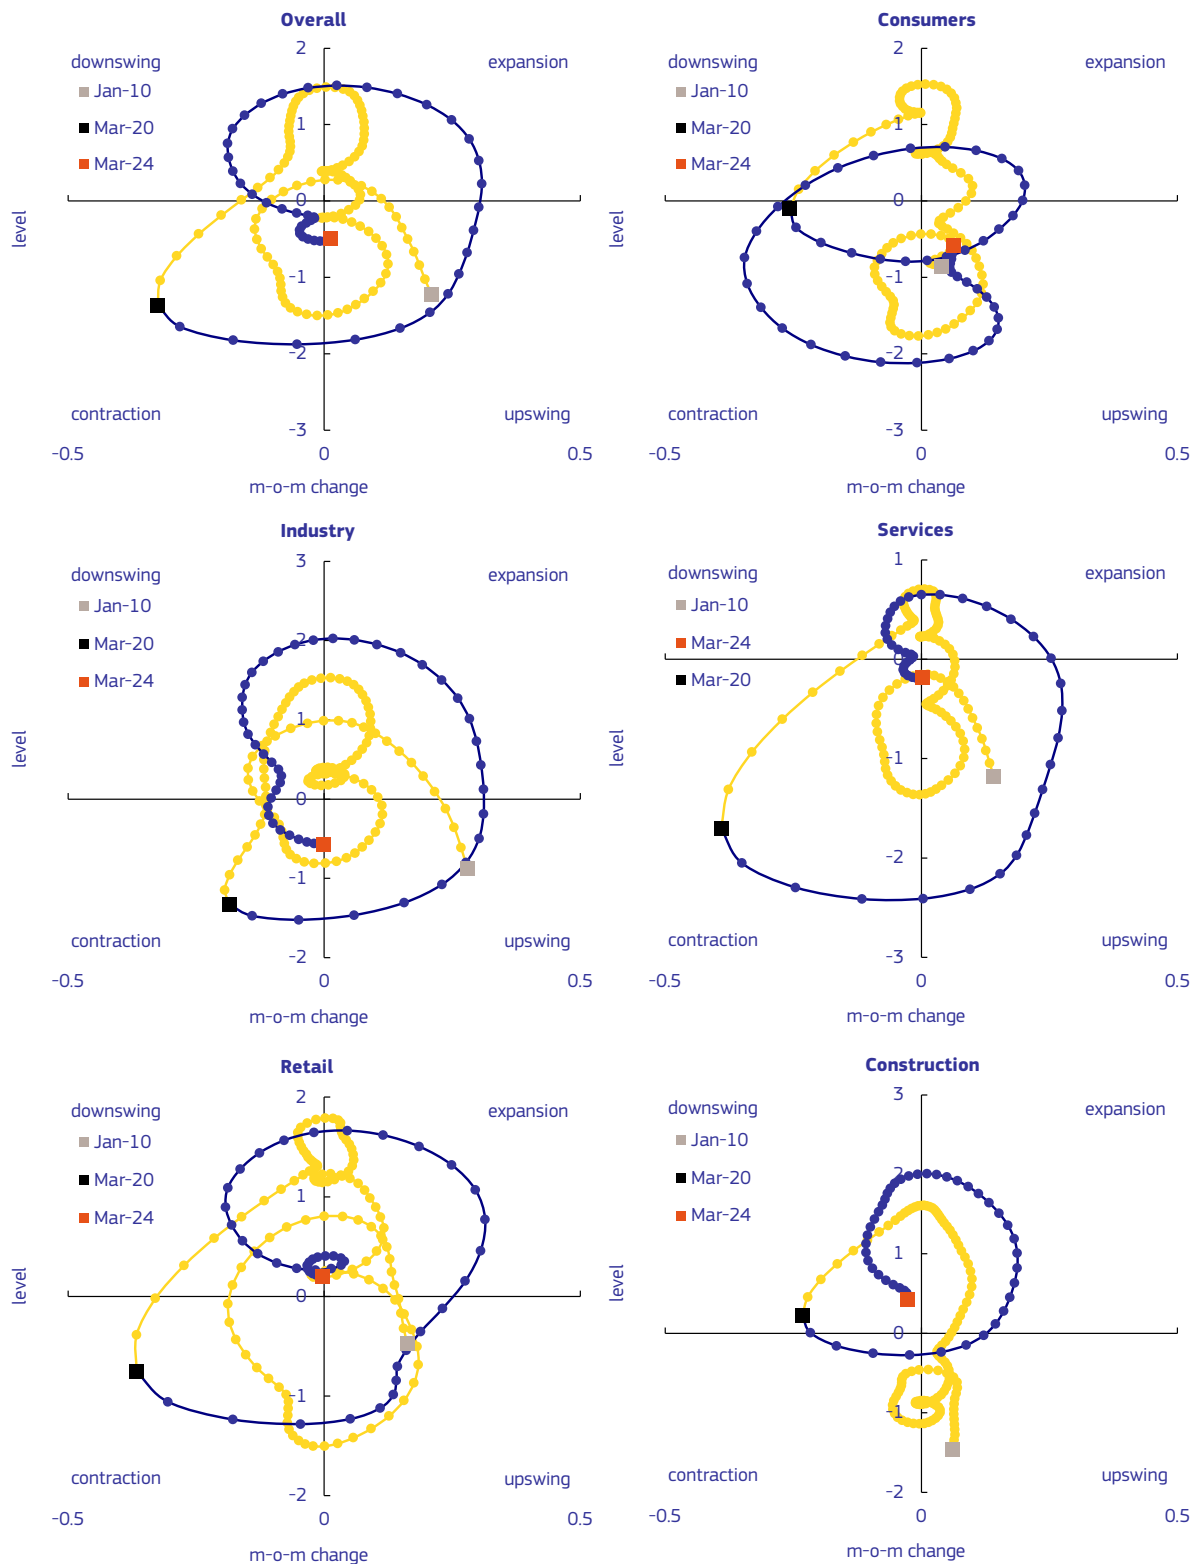 Overall
2
downswing
expansion
Jan-10
Mar-20
Mar-24
1
0
-1
-2
-3
level
contraction
upswing
-0.5
0
0.5
m-o-m change
Consumers
2
downswing
expansion
Jan-10
Mar-20
Mar-24
1
0
-1
-2
-3
level
contraction
upswing
-0.5
0
0.5
m-o-m change
Industry
3
downswing
expansion
Jan-10
Mar-20
Mar-24
2
1
0
-1
-2
level
contraction
upswing
-0.5
0
0.5
m-o-m change
Services
1
downswing
expansion
Jan-10
Mar-24
Mar-20
0
-1
-2
-3
level
contraction
upswing
-0.5
0
0.5
m-o-m change
Retail
2
downswing
expansion
Jan-10
Mar-20
Mar-24
1
0
-1
-2
level
contraction
upswing
-0.5
0
0.5
m-o-m change
Construction
3
downswing
expansion
Jan-10
Mar-20
Mar-24
2
1
0
-1
-2
level
contraction
upswing
-0.5
0
0.5
m-o-m change